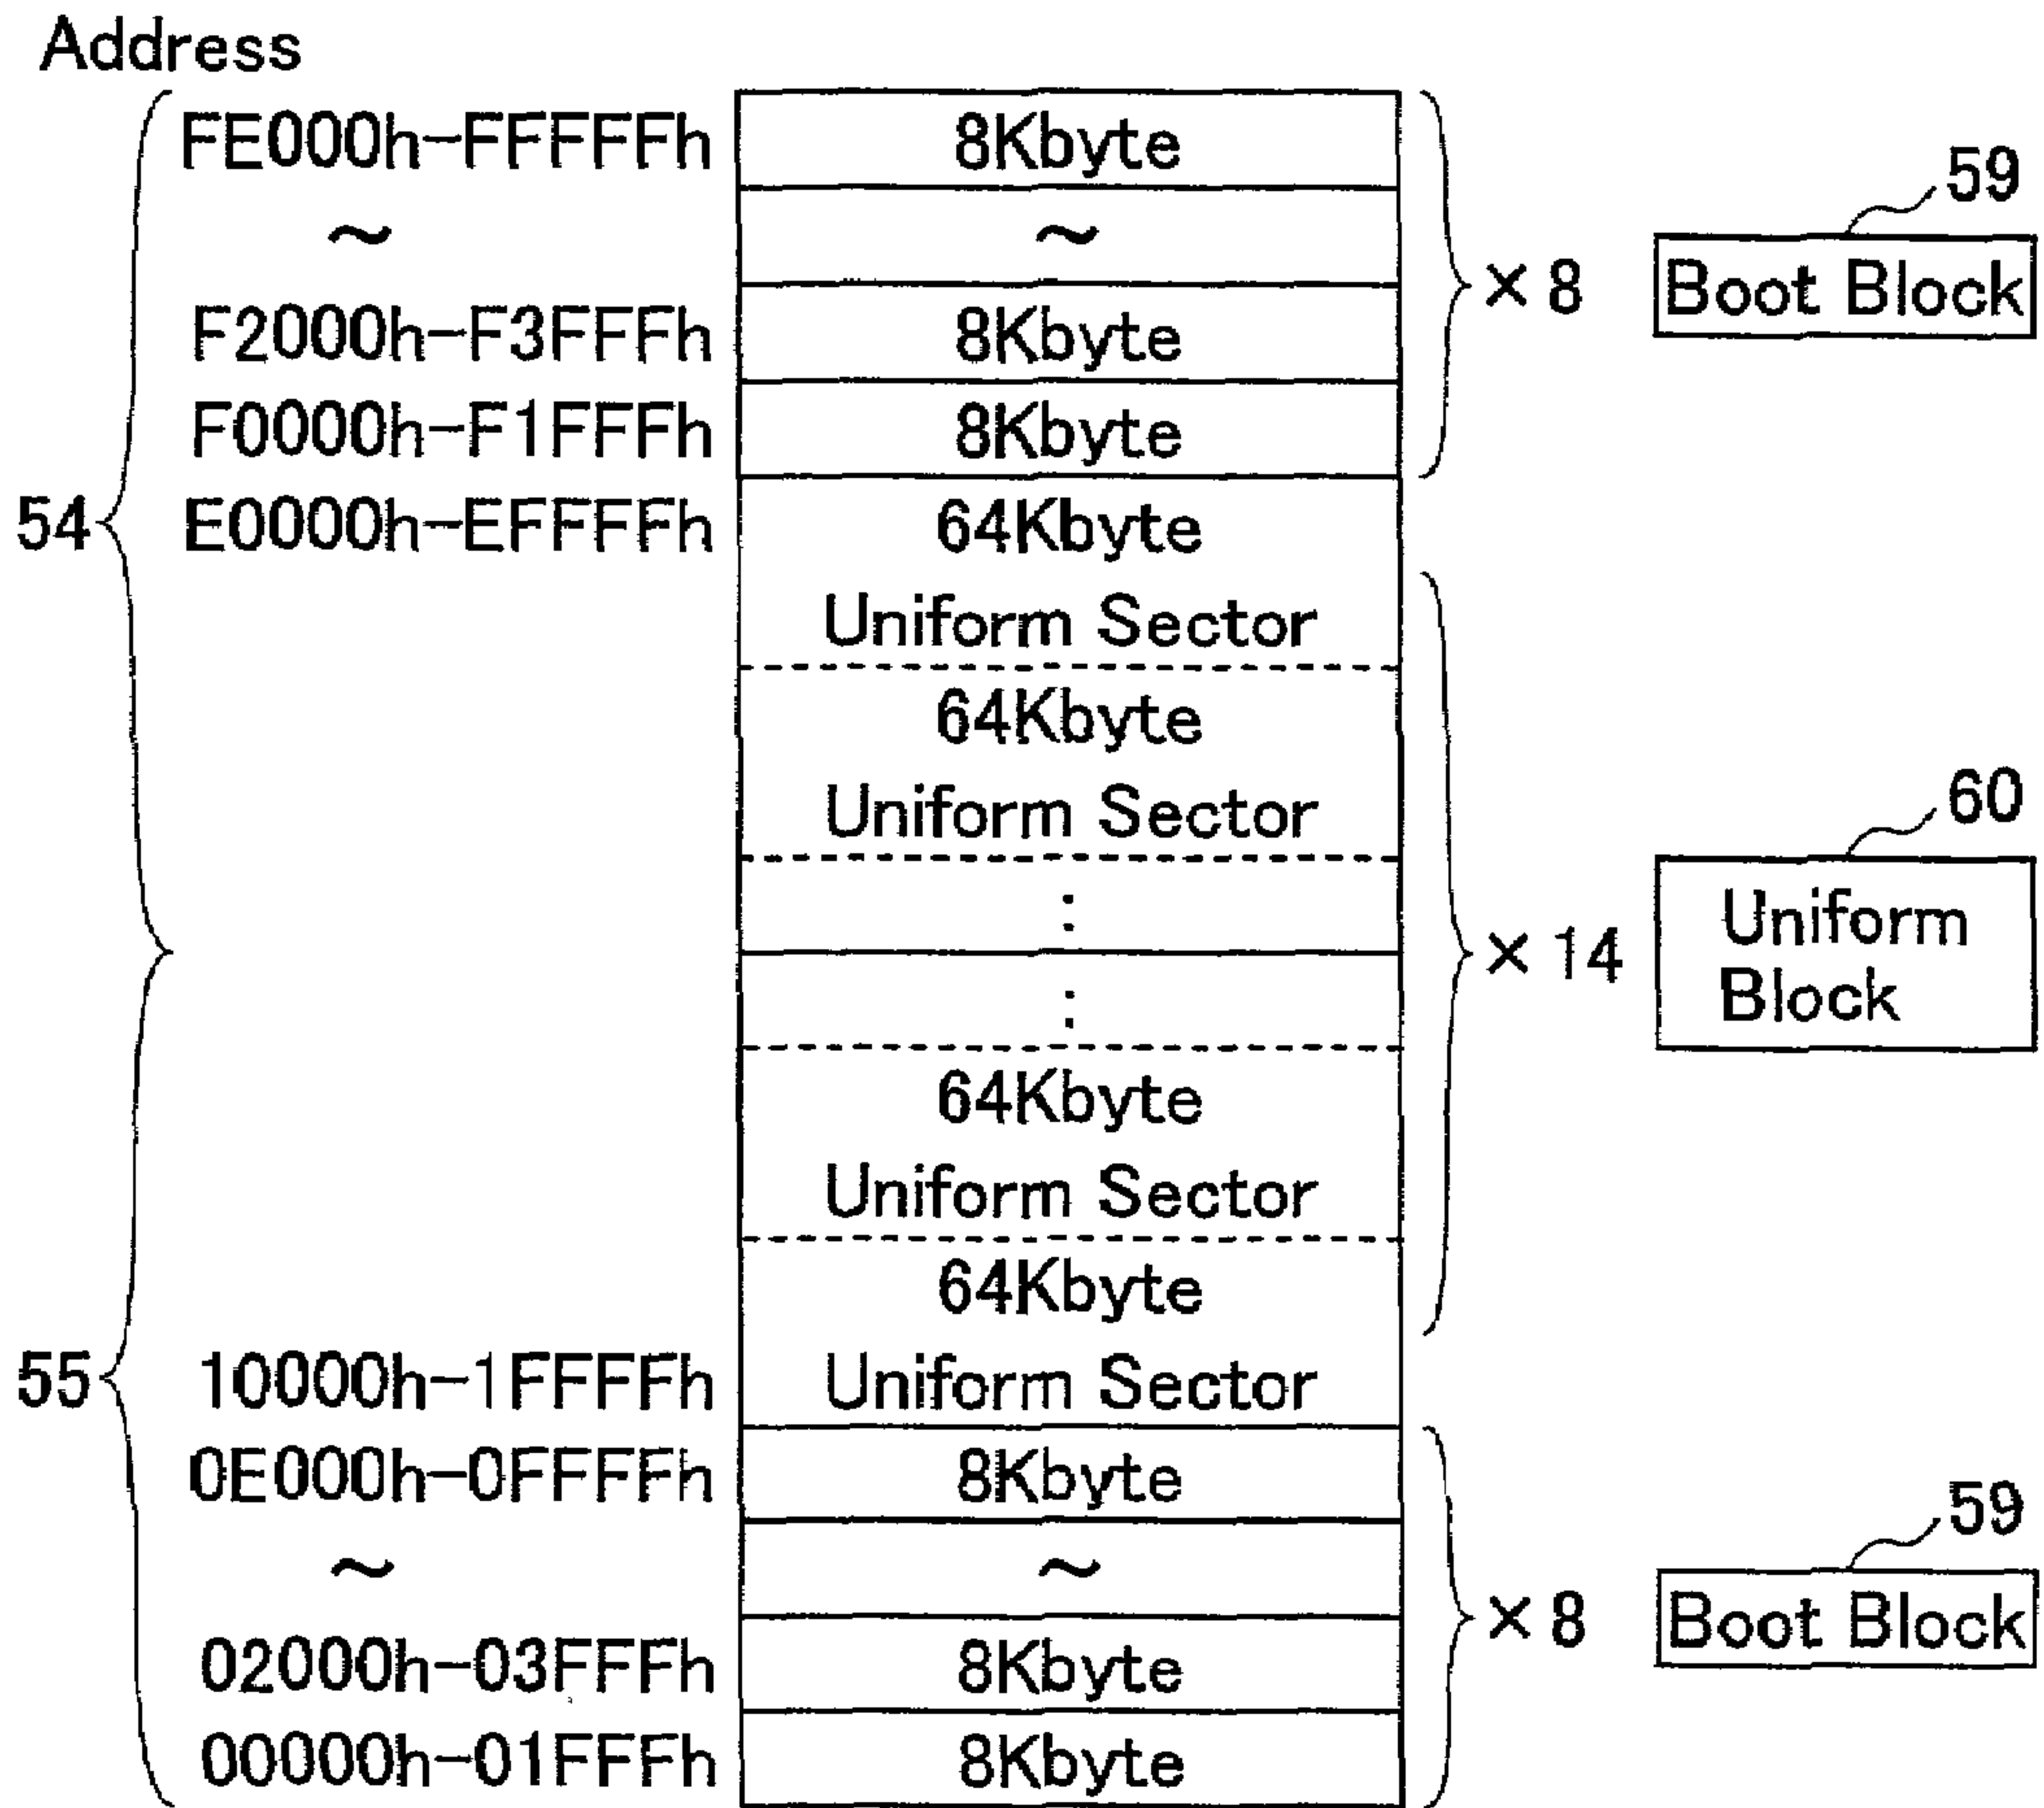 Address
FE000h-FFFFFh 8Kbyte
~ ~
59
F2000h-F3FFFh 8Kbyte × 8 Boot Block
F0000h-F1FFFh 8Kbyte
54 E0000h-EFFFFh 64Kbyte
Uniform Sector
64Kbyte
Uniform Sector
60
:
× 14 Uniform
Block
:
64Kbyte
Uniform Sector
64Kbyte
55 10000h-1FFFFh Uniform Sector
0E000h-0FFFFh 8Kbyte
59
~ ~
× 8 Boot Block
02000h-03FFFh 8Kbyte
00000h-01FFFh 8Kbyte